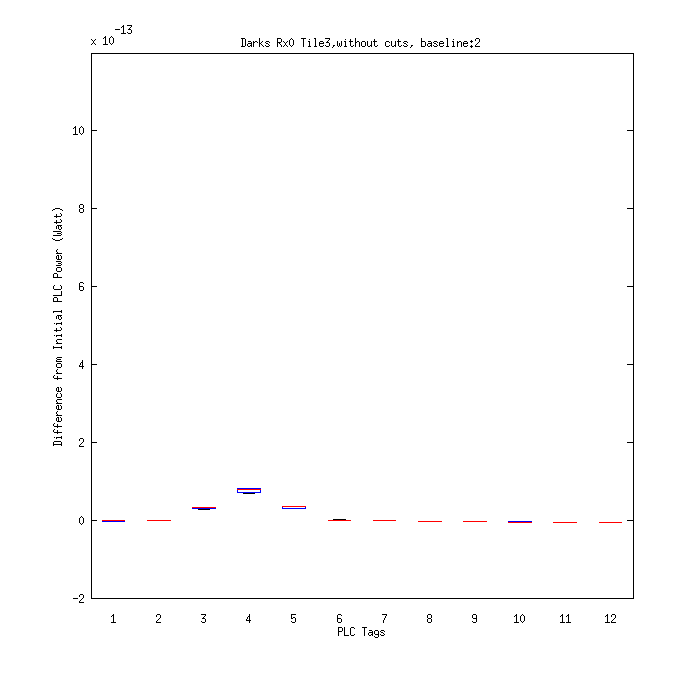 x 10
-13
Darks Rx0 Tile3,without cuts, baseline:2
10
8
6
4
2
0
-2
Difference from Initial PLC Power (Watt)
1 2 3 4 5 6 7 8 9 10 11 12
PLC Tags